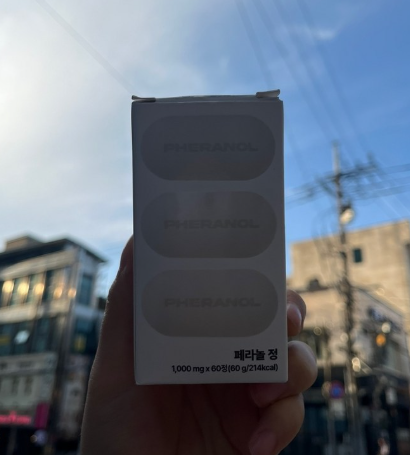 PHERANOL
PHERANOL
PHERANOL
페라놀 정
1,000 mg x 60정(60 g/214kcal)